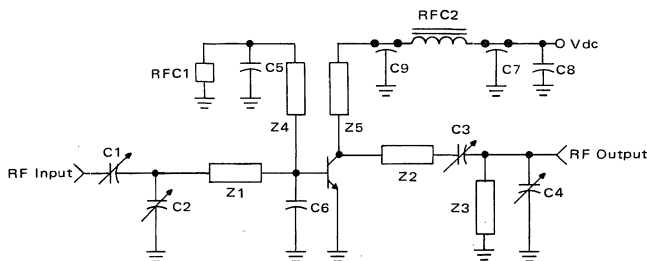 RFC2
Vdc
RFC1
C5
C9
C7
C8
Z4
Z5
C1
C3
RF Input
RF Output
Z1
Z2
C2
C6
Z3
C4